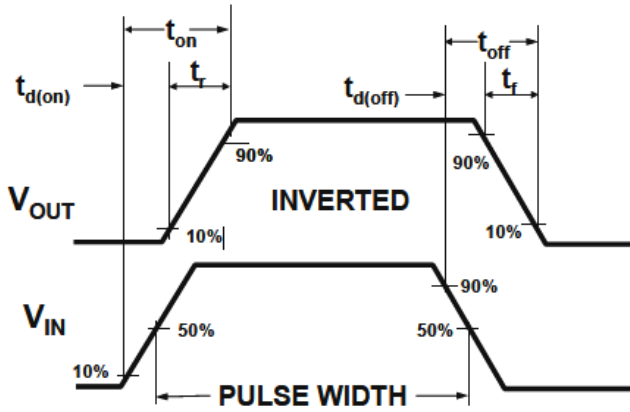 t_on t_off
t_d(on) t_r t_d(off) t_f
90% 90%
V_OUT INVERTED
10% 10%
90%
V_IN 50% 50%
10%
PULSE WIDTH